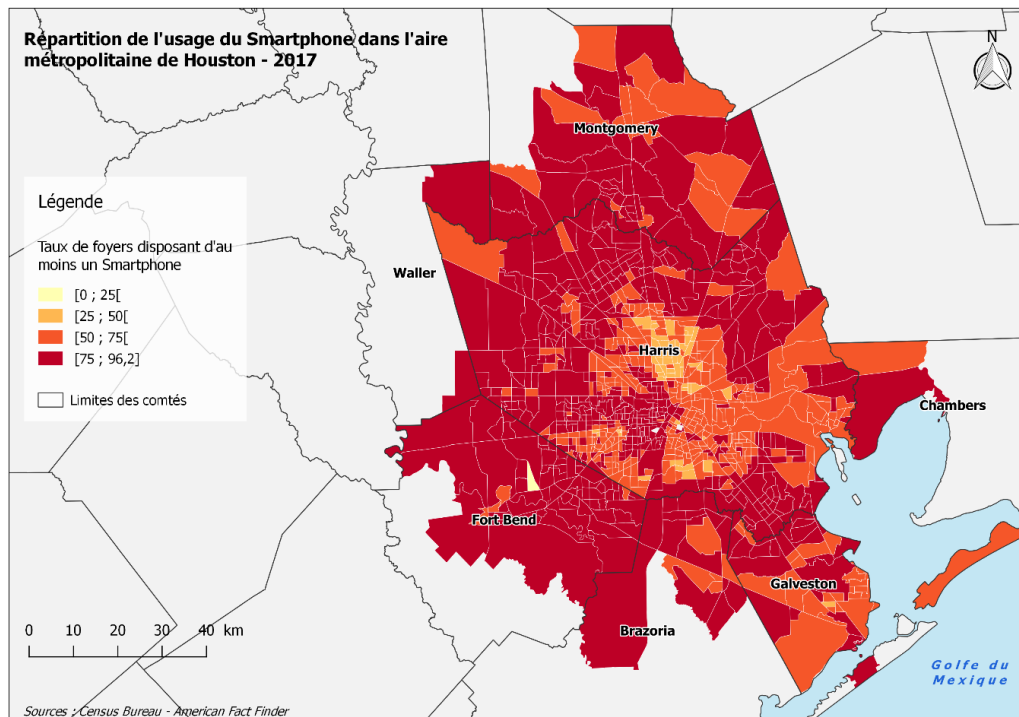 Répartition de l'usage du Smartphone dans l'aire
métropolitaine de Houston - 2017
N
Montgomery
Légende
Taux de foyers disposant d'au
moins un Smartphone
[0 ; 25[
[25 ; 50[
[50 ; 75[
[75 ; 96,2]
Limites des comtés
Waller
Harris
Chambers
Fort Bend
Galveston
Brazoria
0 10 20 30 40 km
Golfe du
Mexique
Sources : Census Bureau - American Fact Finder